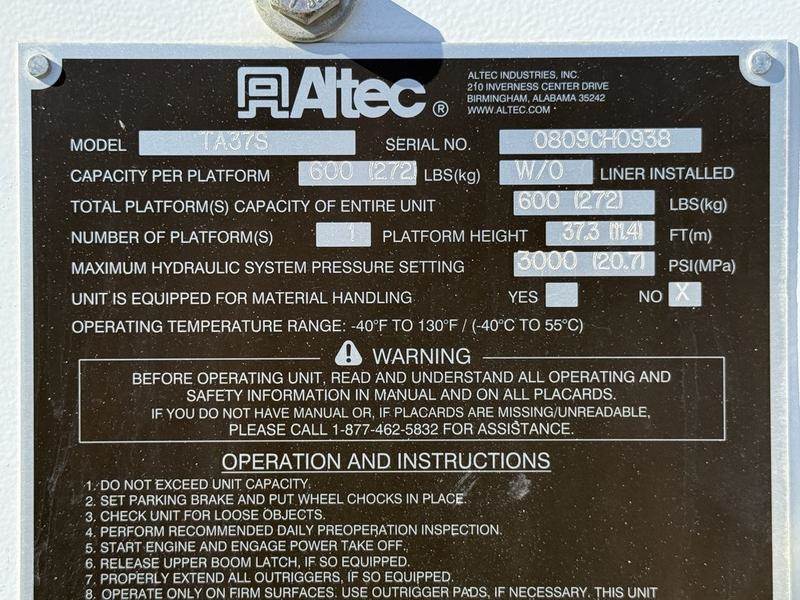 Altec ®
ALTEC INDUSTRIES, INC.
210 INVERNESS CENTER DRIVE
BIRMINGHAM, ALABAMA 35242
WWW.ALTEC.COM
MODEL TA37S SERIAL NO. 0809CH0938
CAPACITY PER PLATFORM 600 (272) LBS(kg) W/O LINER INSTALLED
TOTAL PLATFORM(S) CAPACITY OF ENTIRE UNIT 600 (272) LBS(kg)
NUMBER OF PLATFORM(S) 1 PLATFORM HEIGHT 37.3 (11.4) FT(m)
MAXIMUM HYDRAULIC SYSTEM PRESSURE SETTING 3000 (20.7) PSI(MPa)
UNIT IS EQUIPPED FOR MATERIAL HANDLING YES NO X
OPERATING TEMPERATURE RANGE: -40°F TO 130°F / (-40°C TO 55°C)
WARNING
BEFORE OPERATING UNIT, READ AND UNDERSTAND ALL OPERATING AND
SAFETY INFORMATION IN MANUAL AND ON ALL PLACARDS.
IF YOU DO NOT HAVE MANUAL OR, IF PLACARDS ARE MISSING/UNREADABLE,
PLEASE CALL 1-877-462-5832 FOR ASSISTANCE.
OPERATION AND INSTRUCTIONS
1. DO NOT EXCEED UNIT CAPACITY.
2. SET PARKING BRAKE AND PUT WHEEL CHOCKS IN PLACE.
3. CHECK UNIT FOR LOOSE OBJECTS.
4. PERFORM RECOMMENDED DAILY PREOPERATION INSPECTION.
5. START ENGINE AND ENGAGE POWER TAKE OFF.
6. RELEASE UPPER BOOM LATCH, IF SO EQUIPPED.
7. PROPERLY EXTEND ALL OUTRIGGERS, IF SO EQUIPPED.
8. OPERATE ONLY ON FIRM SURFACES. USE OUTRIGGER PADS, IF NECESSARY. THIS UNIT